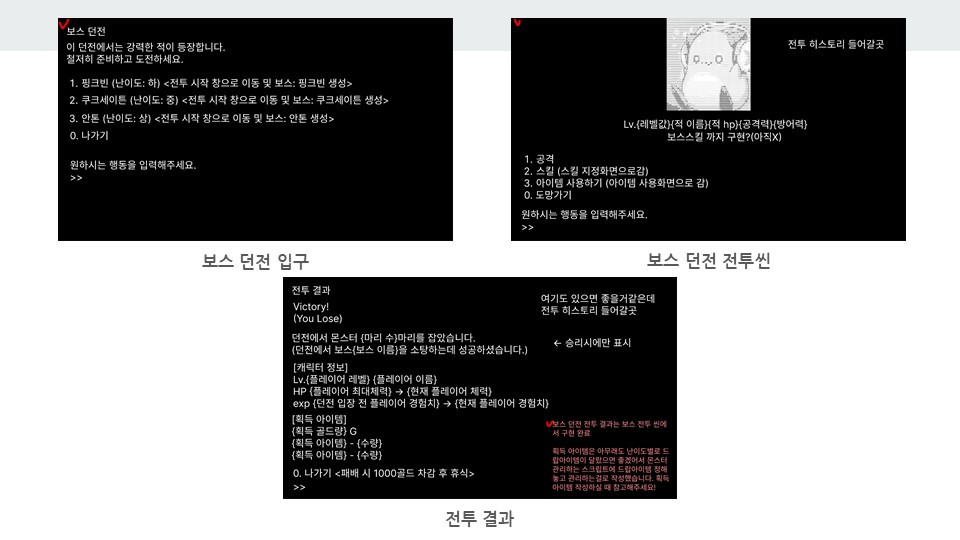 보스 던전
이 던전에서는 강력한 적이 등장합니다.
철저히 준비하고 도전하세요.
1. 핑크빈 (난이도: 하) <전투 시작 창으로 이동 및 보스: 핑크빈 생성>
2. 쿠크세이튼 (난이도: 중) <전투 시작 창으로 이동 및 보스: 쿠크세이튼 생성>
3. 안톤 (난이도: 상) <전투 시작 창으로 이동 및 보스: 안톤 생성>
0. 나가기
원하시는 행동을 입력해주세요.
>>
보스 던전 입구
전투 히스토리 들어갈곳
Lv.{레벨값}{적 이름}{적 hp}{공격력}{방어력}
보스스킬 까지 구현?(아직X)
1. 공격
2. 스킬 (스킬 지정화면으로감)
3. 아이템 사용하기 (아이템 사용화면으로 감)
0. 도망가기
원하시는 행동을 입력해주세요.
>>
보스 던전 전투씬
전투 결과
Victory!
(You Lose)
던전에서 몬스터 {마리 수}마리를 잡았습니다.
(던전에서 보스{보스 이름}을 소탕하는데 성공하셨습니다.)
[캐릭터 정보]
Lv.{플레이어 레벨} {플레이어 이름}
HP {플레이어 최대체력} → {현재 플레이어 체력}
exp {던전 입장 전 플레이어 경험치} → {현재 플레이어 경험치}
[획득 아이템]
{획득 골드량} G
{획득 아이템} - {수량}
{획득 아이템} - {수량}
0. 나가기 <패배 시 1000골드 차감 후 휴식>
>>
여기도 있으면 좋을거같은데
전투 히스토리 들어갈곳
← 승리시에만 표시
보스 던전 전투 결과는 보스 전투 씬에
서 구현 완료
획득 아이템은 아무래도 난이도별로 드
랍아이템이 달랐으면 좋겠어서 몬스터
관리하는 스크립트에 드랍아이템 정해
놓고 관리하는걸로 작성했습니다. 획득
아이템 작성하실 때 참고해주세요!
전투 결과